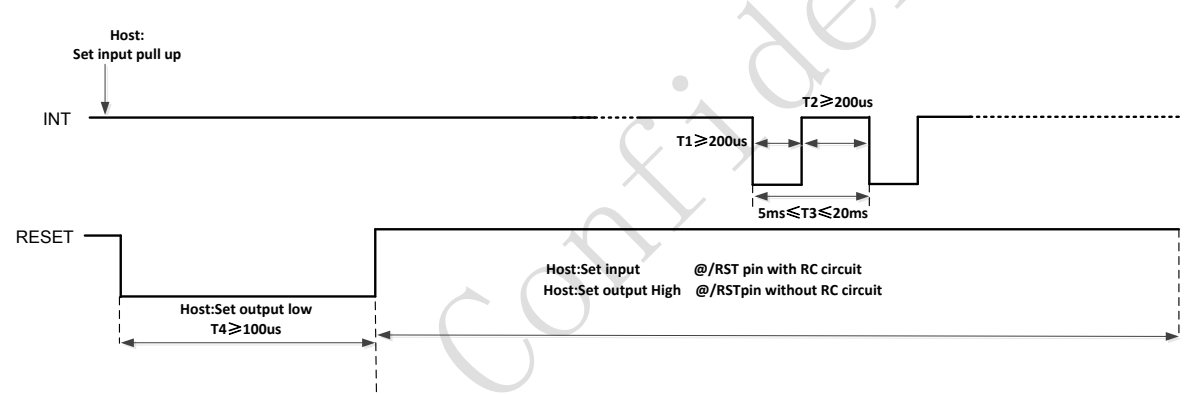 Host:
Set input pull up
INT
T2⩾200us
T1⩾200us
5ms⩽T3⩽20ms
RESET
Host:Set input @/RST pin with RC circuit
Host:Set output High @/RSTpin without RC circuit
Host:Set output low
T4⩾100us
Confide